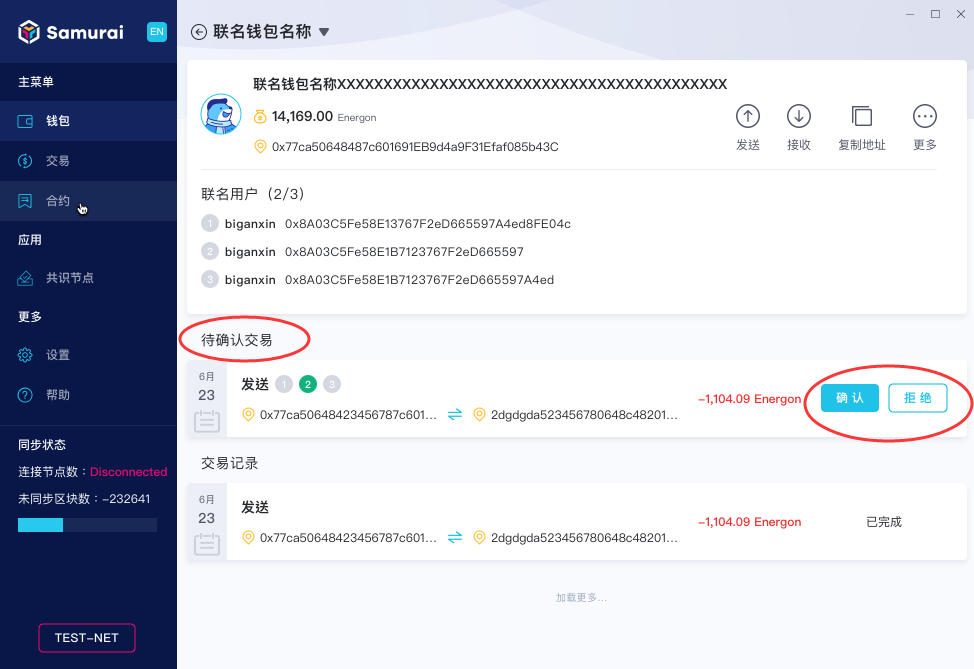 Samurai
EN
主菜单
钱包
交易
合约
应用
共识节点
更多
设置
帮助
同步状态
连接节点数：Disconnected
未同步区块数：-232641
TEST-NET
联名钱包名称
联名钱包名称XXXXXXXXXXXXXXXXXXXXXXXXXXXXXXXXXXXXXXXXXX
14,169.00 Energon
0x77ca50648487c601691EB9d4a9F31Efaf085b43C
发送
接收
复制地址
更多
联名用户（2/3）
1 biganxin 0x8A03C5Fe58E13767F2eD665597A4ed8FE04c
2 biganxin 0x8A03C5Fe58E1B7123767F2eD665597
3 biganxin 0x8A03C5Fe58E1B7123767F2eD665597A4ed
待确认交易
6月
23
发送 1 2 3
0x77ca50648423456787c601... 2dgdgda523456780648c48201...
-1,104.09 Energon
确 认
拒 绝
交易记录
6月
23
发送
0x77ca50648423456787c601... 2dgdgda523456780648c48201...
-1,104.09 Energon
已完成
加载更多...